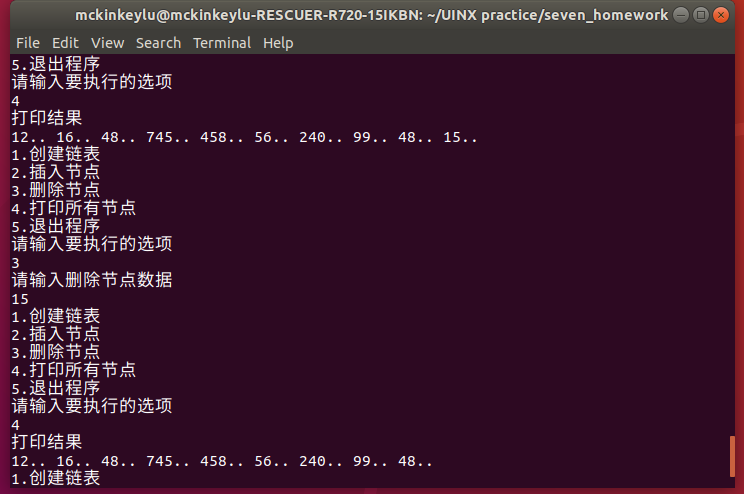 mckinkeylu@mckinkeylu-RESCUER-R720-15IKBN: ~/UINX practice/seven_homework
File Edit View Search Terminal Help
5.退出程序
请输入要执行的选项
4
打印结果
12.. 16.. 48.. 745.. 458.. 56.. 240.. 99.. 48.. 15..
1.创建链表
2.插入节点
3.删除节点
4.打印所有节点
5.退出程序
请输入要执行的选项
3
请输入删除节点数据
15
1.创建链表
2.插入节点
3.删除节点
4.打印所有节点
5.退出程序
请输入要执行的选项
4
打印结果
12.. 16.. 48.. 745.. 458.. 56.. 240.. 99.. 48..
1.创建链表